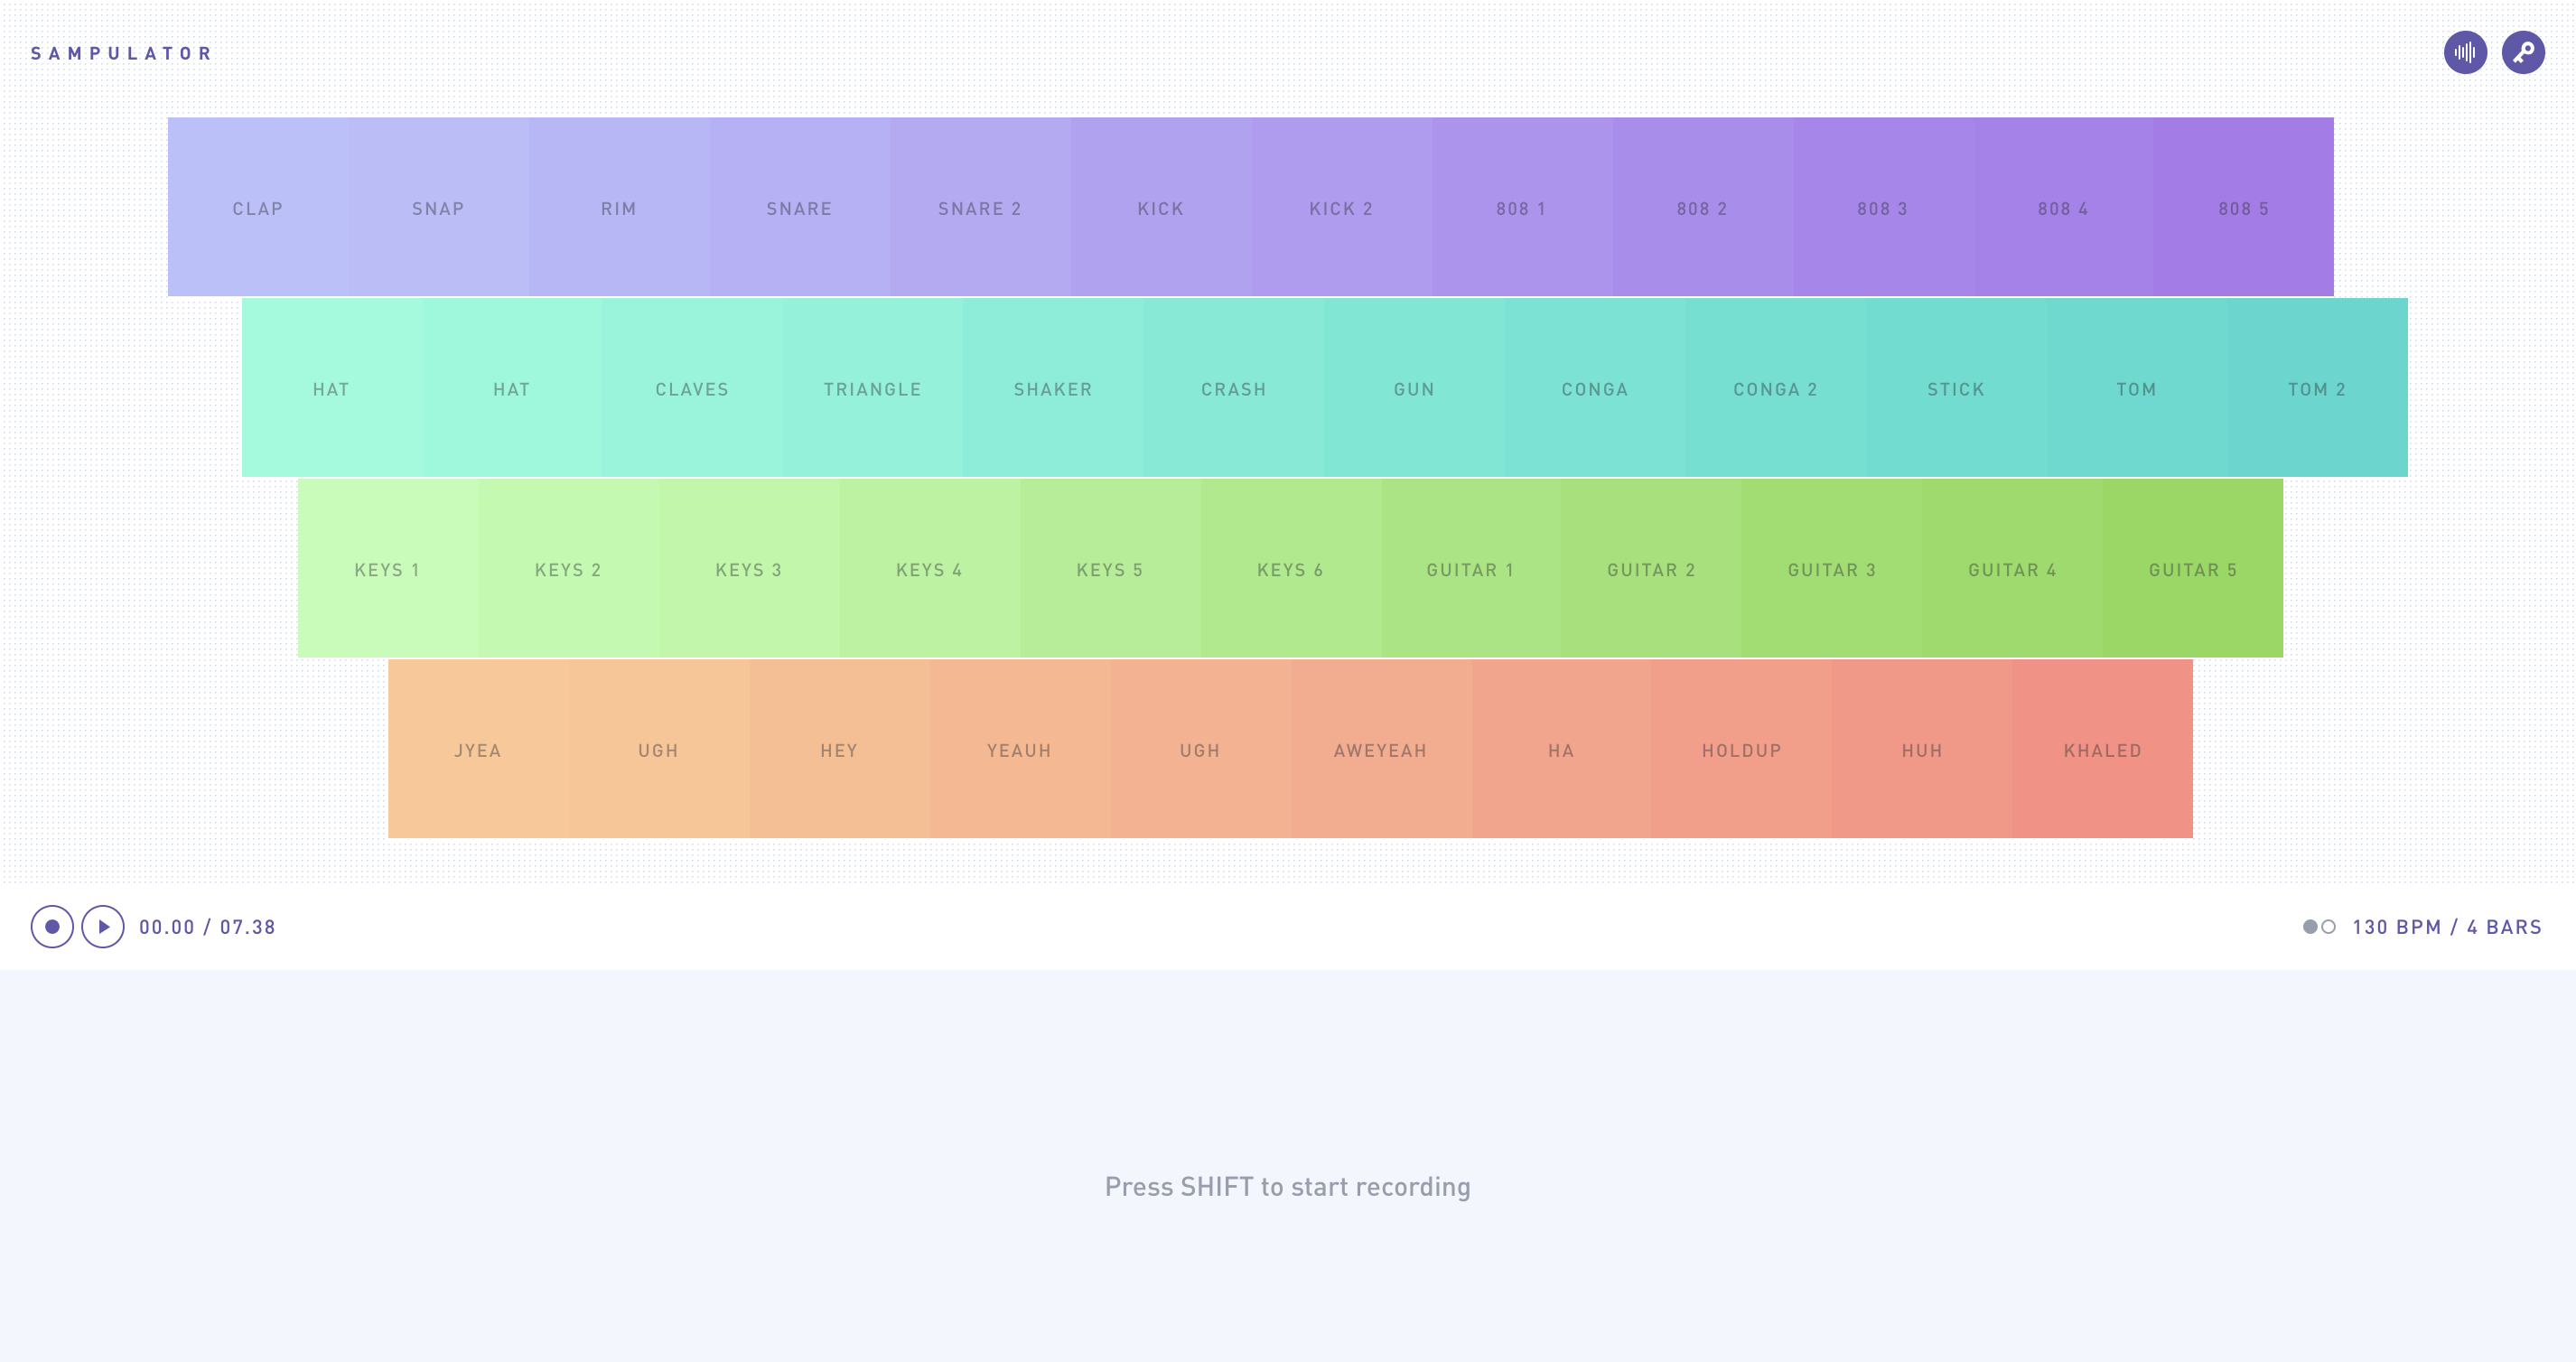 SAMPULATOR
CLAP SNAP RIM SNARE SNARE 2 KICK KICK 2 808 1 808 2 808 3 808 4 808 5
HAT HAT CLAVES TRIANGLE SHAKER CRASH GUN CONGA CONGA 2 STICK TOM TOM 2
KEYS 1 KEYS 2 KEYS 3 KEYS 4 KEYS 5 KEYS 6 GUITAR 1 GUITAR 2 GUITAR 3 GUITAR 4 GUITAR 5
JYEA UGH HEY YEAUH UGH AWEYEAH HA HOLDUP HUH KHALED
00.00 / 07.38 130 BPM / 4 BARS
Press SHIFT to start recording